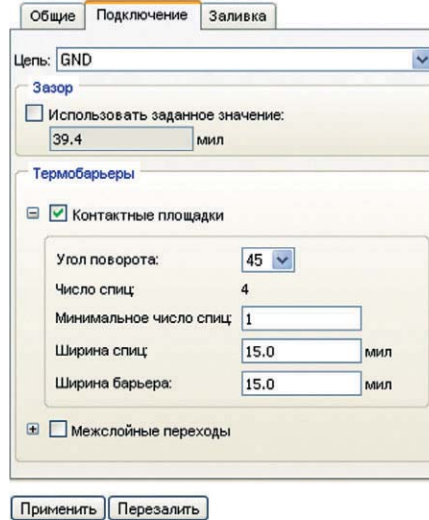 Общие Подключение Заливка
Цепь: GND
Зазор
Использовать заданное значение:
39.4 мил
Термобарьеры
Контактные площадки
Угол поворота: 45
Число спиц: 4
Минимальное число спиц: 1
Ширина спиц: 15.0 мил
Ширина барьера: 15.0 мил
Межслойные переходы
Применить Перезалить